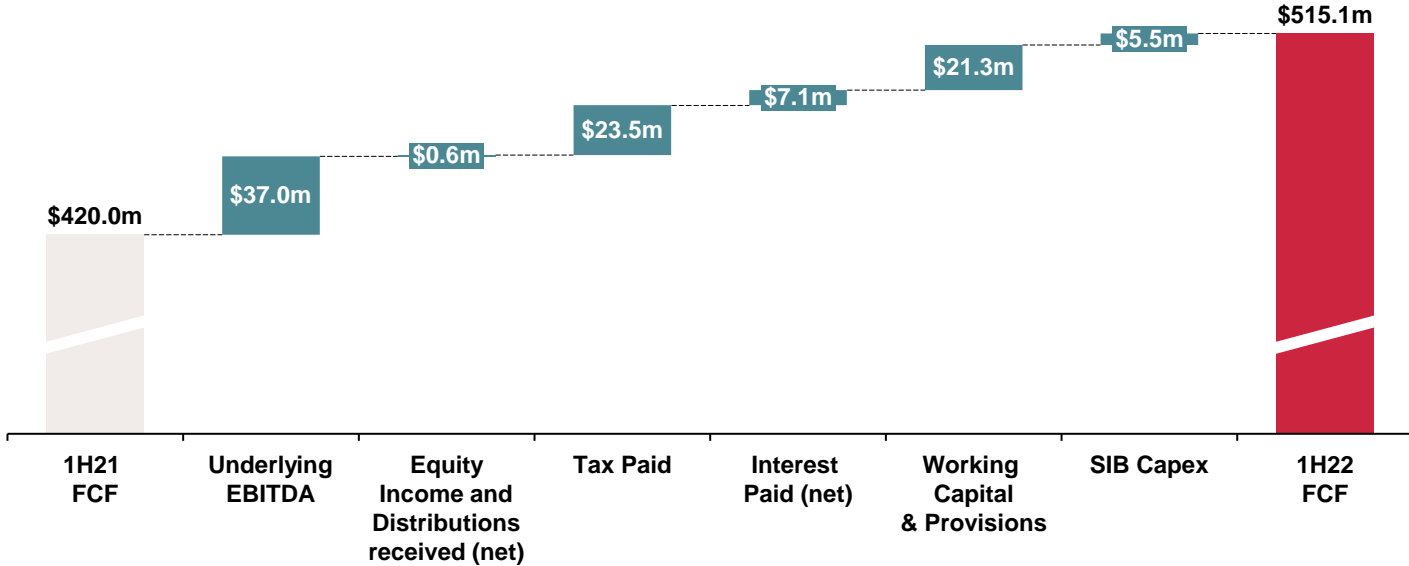 $515.1m
$5.5m
$21.3m
$7.1m
$23.5m
$0.6m
$37.0m
$420.0m
1H21
FCF
Underlying
EBITDA
Equity
Income and
Distributions
received (net)
Tax Paid
Interest
Paid (net)
Working
Capital
& Provisions
SIB Capex
1H22
FCF